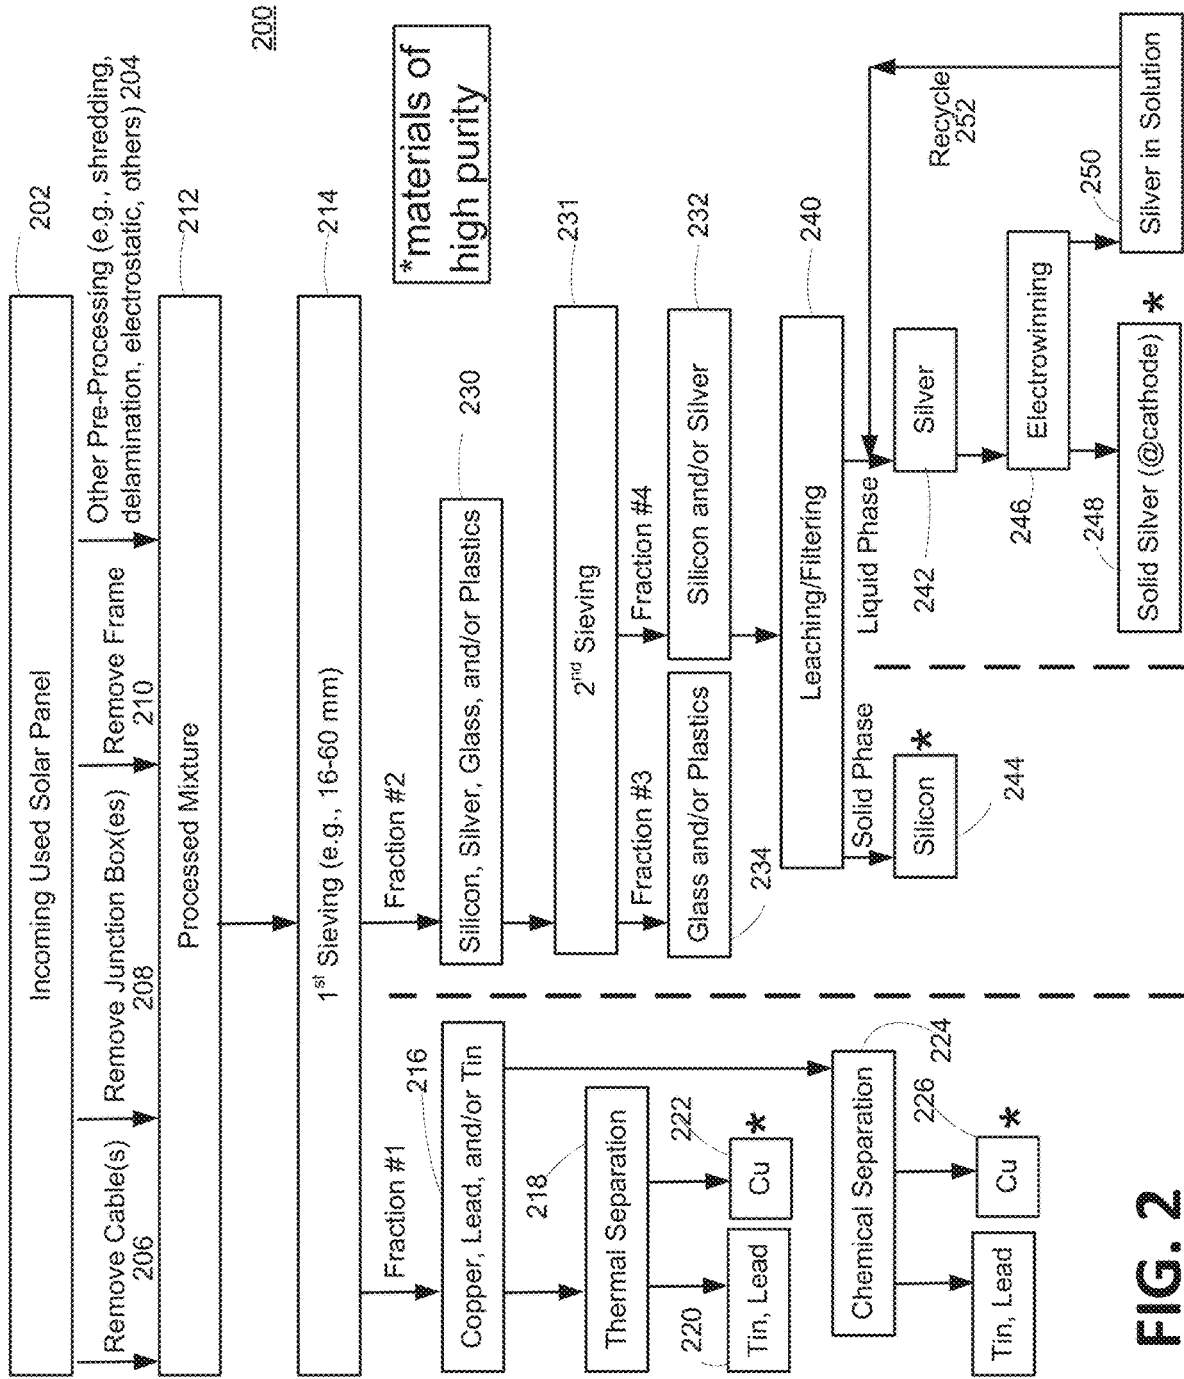 200
Incoming Used Solar Panel
202
Remove Cable(s)
206
Remove Junction Box(es)
208
Remove Frame
210
Other Pre-Processing (e.g., shredding,
delamination, electrostatic, others) 204
Processed Mixture
212
1st Sieving (e.g., 16-60 mm)
214
*materials of
high purity
Fraction #1
Copper, Lead, and/or Tin
216
Thermal Separation
218
Tin, Lead
220
Cu
*
222
Chemical Separation
224
Tin, Lead
Cu
*
226
Fraction #2
Silicon, Silver, Glass, and/or Plastics
230
2nd Sieving
231
Fraction #3
Glass and/or Plastics
234
Fraction #4
Silicon and/or Silver
232
Leaching/Filtering
240
Solid Phase
Silicon
*
244
Liquid Phase
Silver
242
Recycle
252
Electrowinning
246
Solid Silver (@cathode)
*
248
Silver in Solution
250
FIG. 2